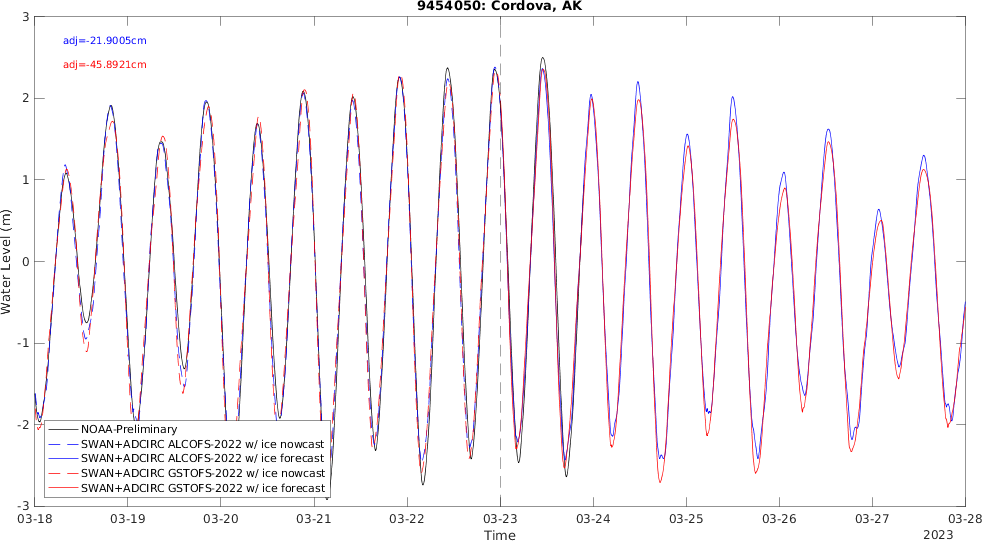 9454050: Cordova, AK
adj=-21.9005cm
adj=-45.8921cm
Water Level (m)
3
2
1
0
-1
-2
-3
NOAA-Preliminary
SWAN+ADCIRC ALCOFS-2022 w/ ice nowcast
SWAN+ADCIRC ALCOFS-2022 w/ ice forecast
SWAN+ADCIRC GSTOFS-2022 w/ ice nowcast
SWAN+ADCIRC GSTOFS-2022 w/ ice forecast
03-18 03-19 03-20 03-21 03-22 03-23 03-24 03-25 03-26 03-27 03-28
Time
2023